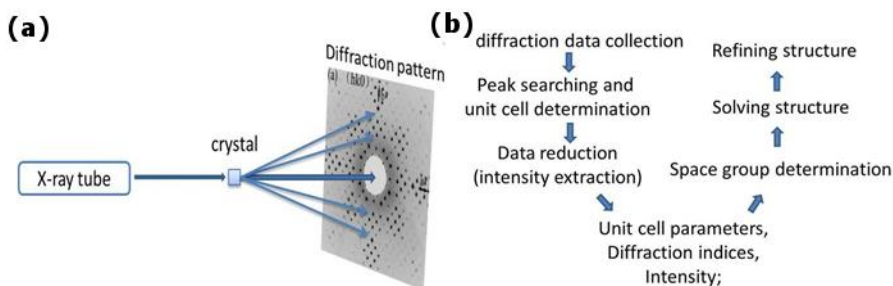 (a)
Diffraction pattern
(hk0)
crystal
X-ray tube
(b)
diffraction data collection
Peak searching and
unit cell determination
Data reduction
(intensity extraction)
Unit cell parameters,
Diffraction indices,
Intensity;
Space group determination
Solving structure
Refining structure